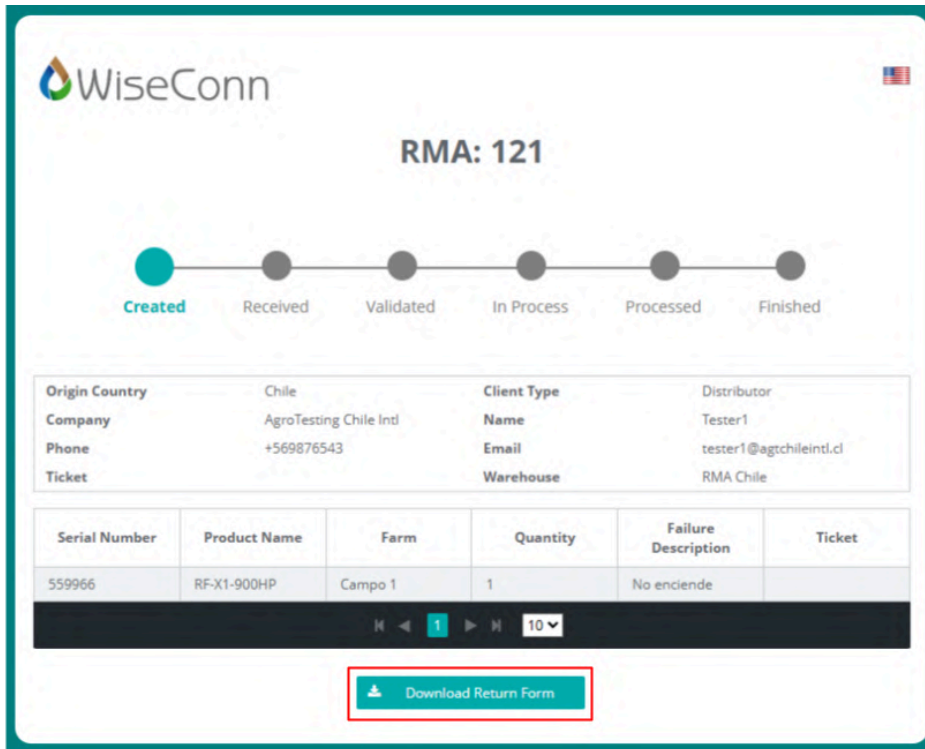 WiseConn
RMA: 121
Created Received Validated In Process Processed Finished
Origin Country Chile Client Type Distributor
Company AgroTesting Chile Intl Name Tester1
Phone +569876543 Email tester1@agtchileintl.cl
Ticket Warehouse RMA Chile
Serial Number Product Name Farm Quantity Failure Description Ticket
559966 RF-X1-900HP Campo 1 1 No enciende
1 10
Download Return Form